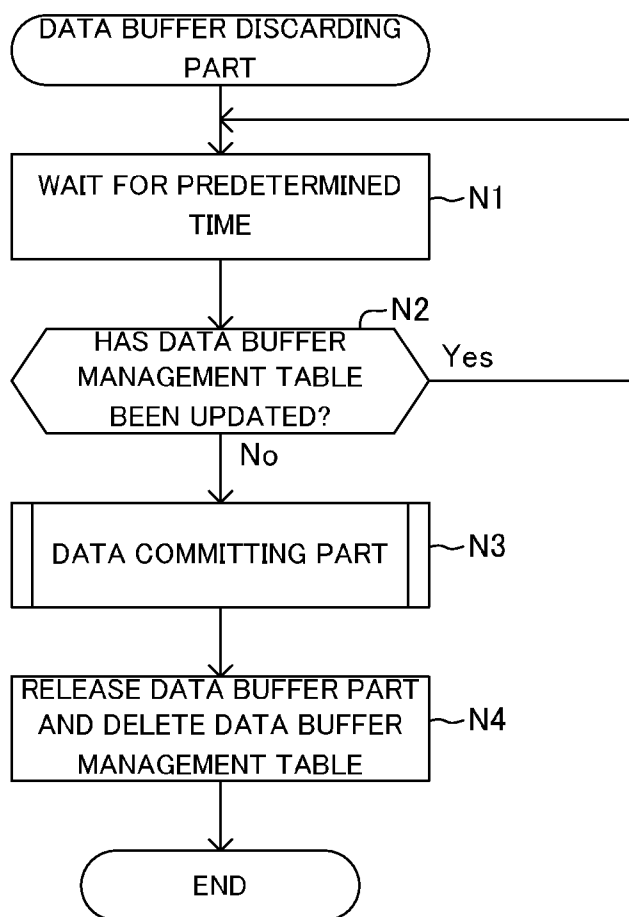 DATA BUFFER DISCARDING
PART
WAIT FOR PREDETERMINED
TIME
N1
N2
HAS DATA BUFFER
MANAGEMENT TABLE
BEEN UPDATED?
Yes
No
DATA COMMITTING PART
N3
RELEASE DATA BUFFER PART
AND DELETE DATA BUFFER
MANAGEMENT TABLE
N4
END